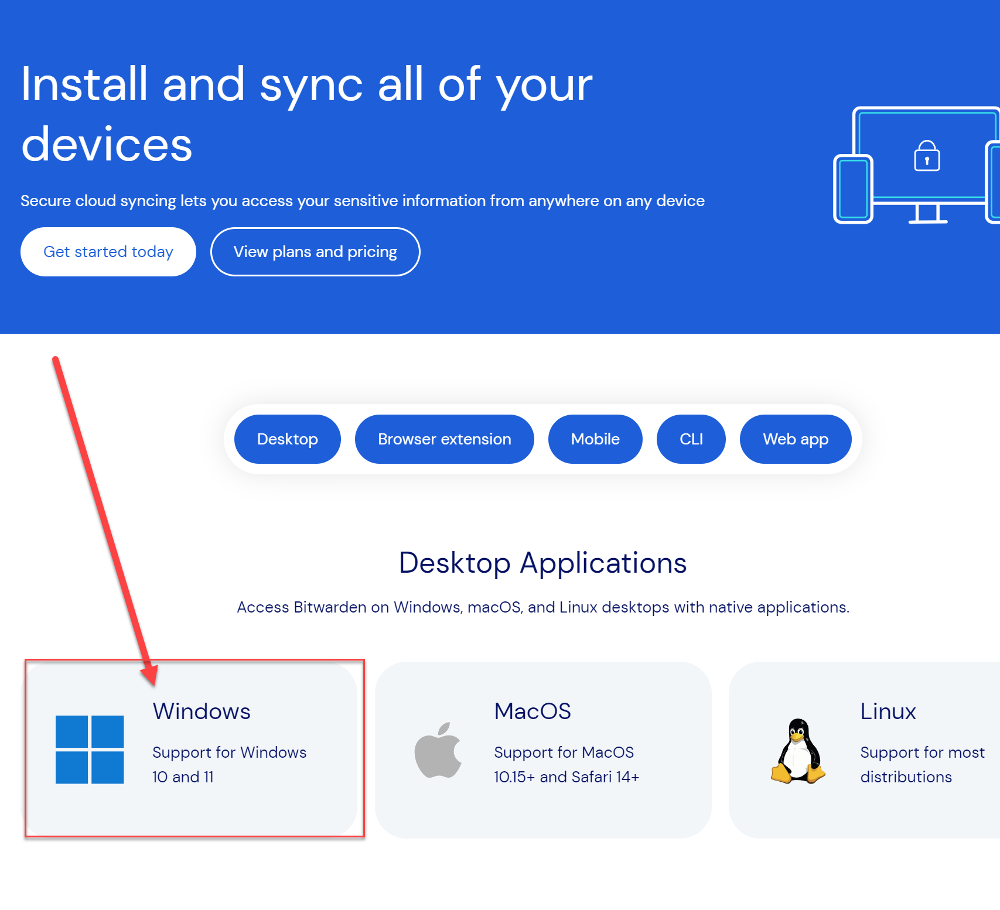 Install and sync all of your
devices
Secure cloud syncing lets you access your sensitive information from anywhere on any device
Get started today
View plans and pricing
Desktop
Browser extension
Mobile
CLI
Web app
Desktop Applications
Access Bitwarden on Windows, macOS, and Linux desktops with native applications.
Windows
Support for Windows
10 and 11
MacOS
Support for MacOS
10.15+ and Safari 14+
Linux
Support for most
distributions